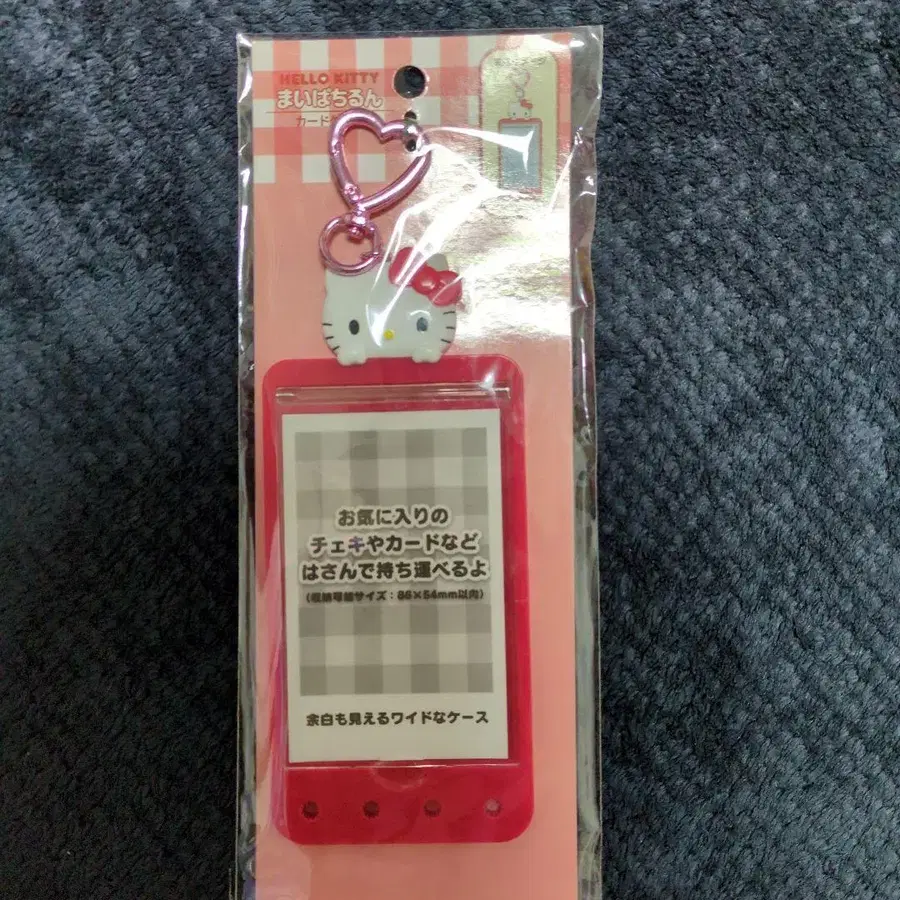 HELLO KITTY
まいぱちるん
カード
お気に入りの
チェキやカードなど
はさんで持ち運べるよ
(収納可能サイズ：86×54mm以内)
余白も見えるワイドなケース